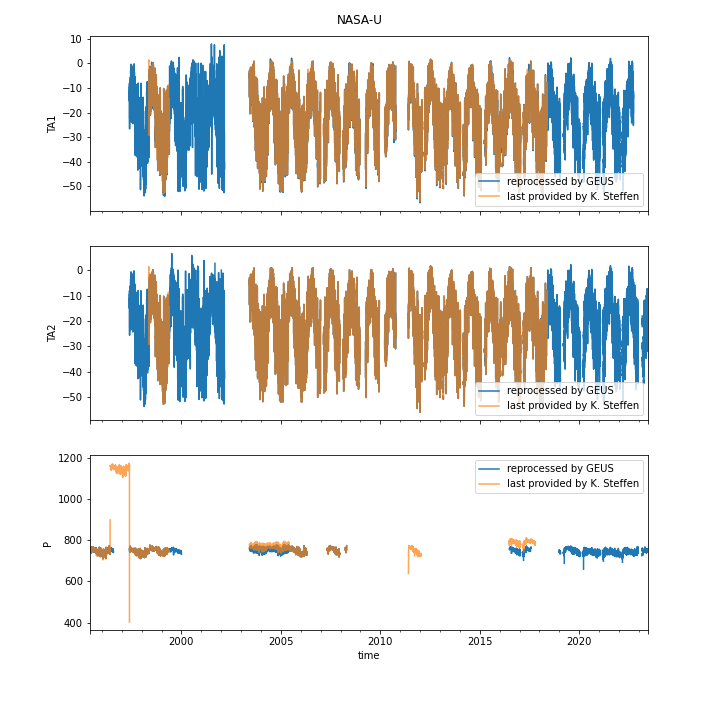 NASA-U
10
0
−10
−20
−30
−40
−50
TA1
reprocessed by GEUS
last provided by K. Steffen
0
−10
−20
−30
−40
−50
TA2
reprocessed by GEUS
last provided by K. Steffen
1200
1000
800
600
400
P
reprocessed by GEUS
last provided by K. Steffen
2000 2005 2010 2015 2020
time